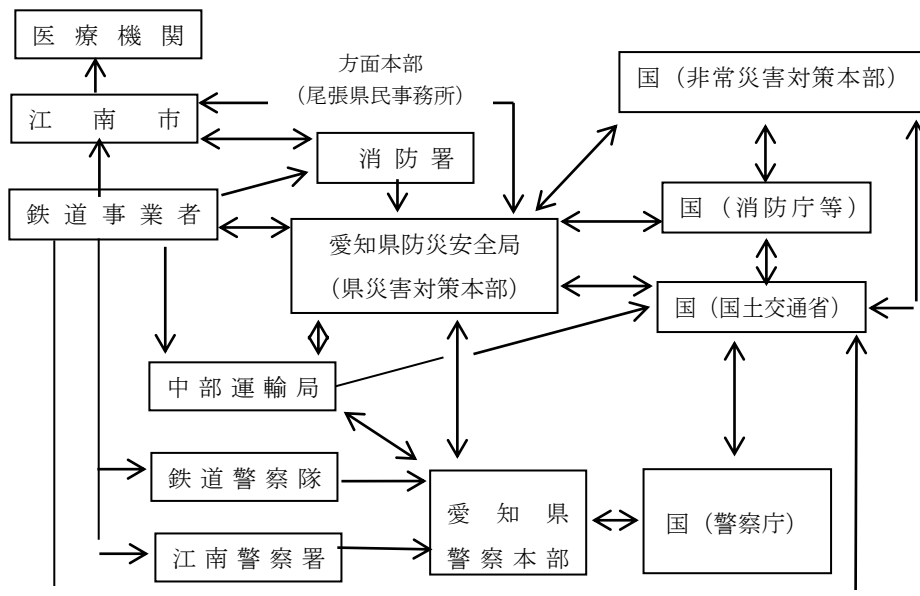 医療機関
方面本部
（尾張県民事務所）
国（非常災害対策本部）
江南市
消防署
鉄道事業者
国（消防庁等）
愛知県防災安全局
（県災害対策本部）
国（国土交通省）
中部運輸局
鉄道警察隊
愛知県
警察本部
国（警察庁）
江南警察署